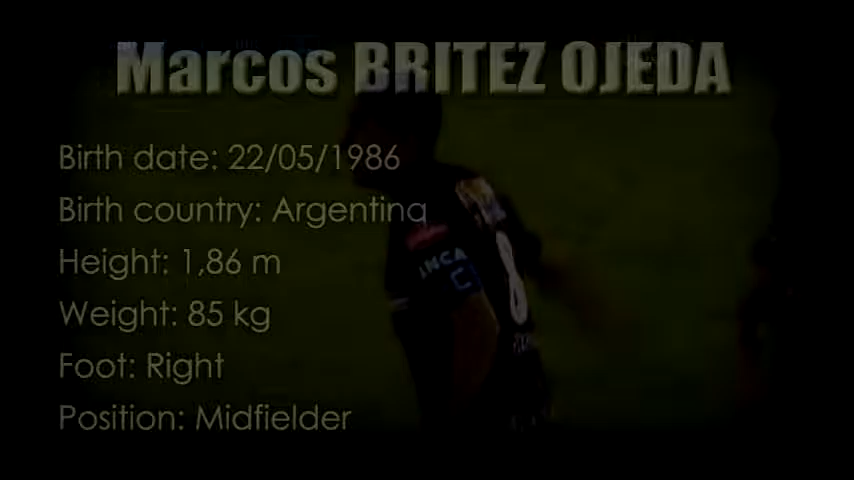 Marcos BRITEZ OJEDA
Birth date: 22/05/1986
Birth country: Argentina
Height: 1,86 m
Weight: 85 kg
Foot: Right
Position: Midfielder
8